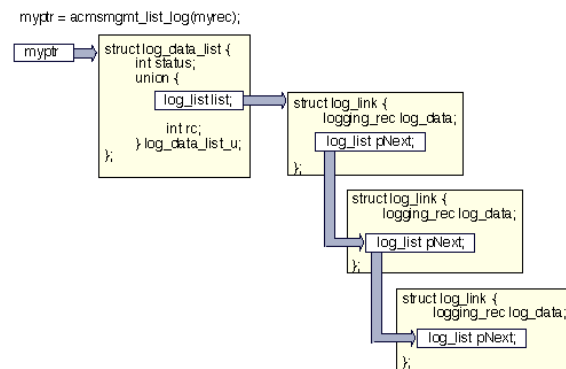 myptr = acmsmgmt_list_log(myrec);
myptr
struct log_data_list {
int status;
union {
log_list list;
int rc;
} log_data_list_u;
};
struct log_link {
logging_rec log_data;
log_list pNext;
};
struct log_link {
logging_rec log_data;
log_list pNext;
};
struct log_link {
logging_rec log_data;
log_list pNext;
};